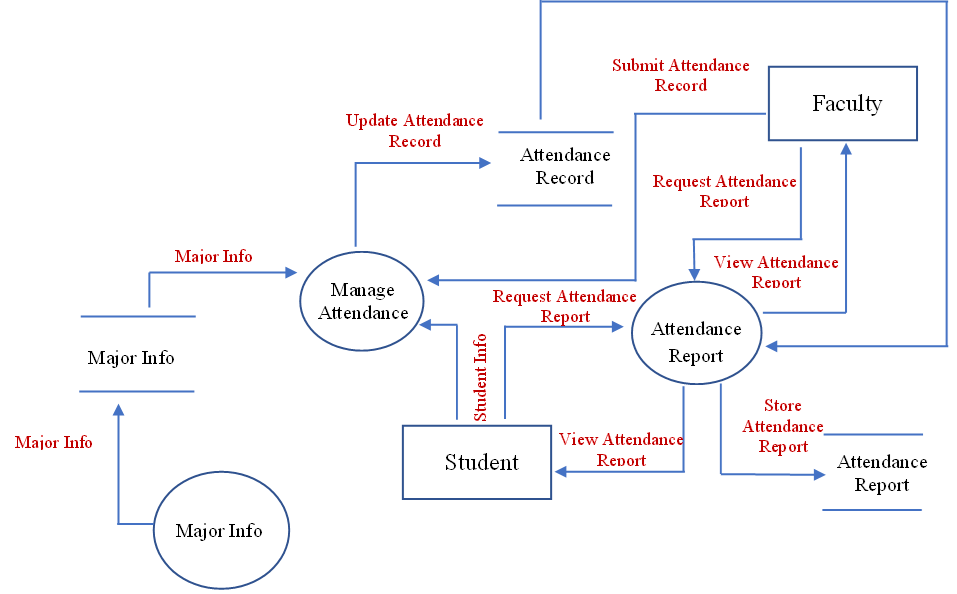 Submit Attendance
Record
Faculty
Update Attendance
Record
Attendance
Record
Request Attendance
Report
Major Info
View Attendance
Report
Manage
Attendance
Request Attendance
Report
Attendance
Report
Major Info
Student Info
Store
Attendance
Report
Major Info
View Attendance
Report
Student
Attendance
Report
Major Info